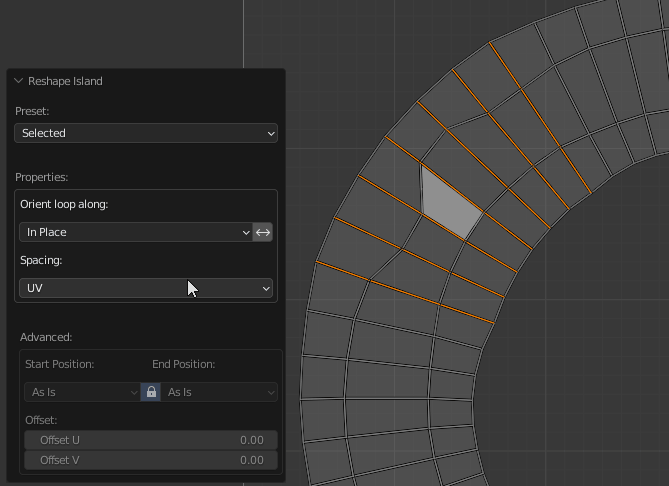 Reshape Island
Preset:
Selected
Properties:
Orient loop along:
In Place
Spacing:
UV
Advanced:
Start Position: End Position:
As Is As Is
Offset:
Offset U 0.00
Offset V 0.00